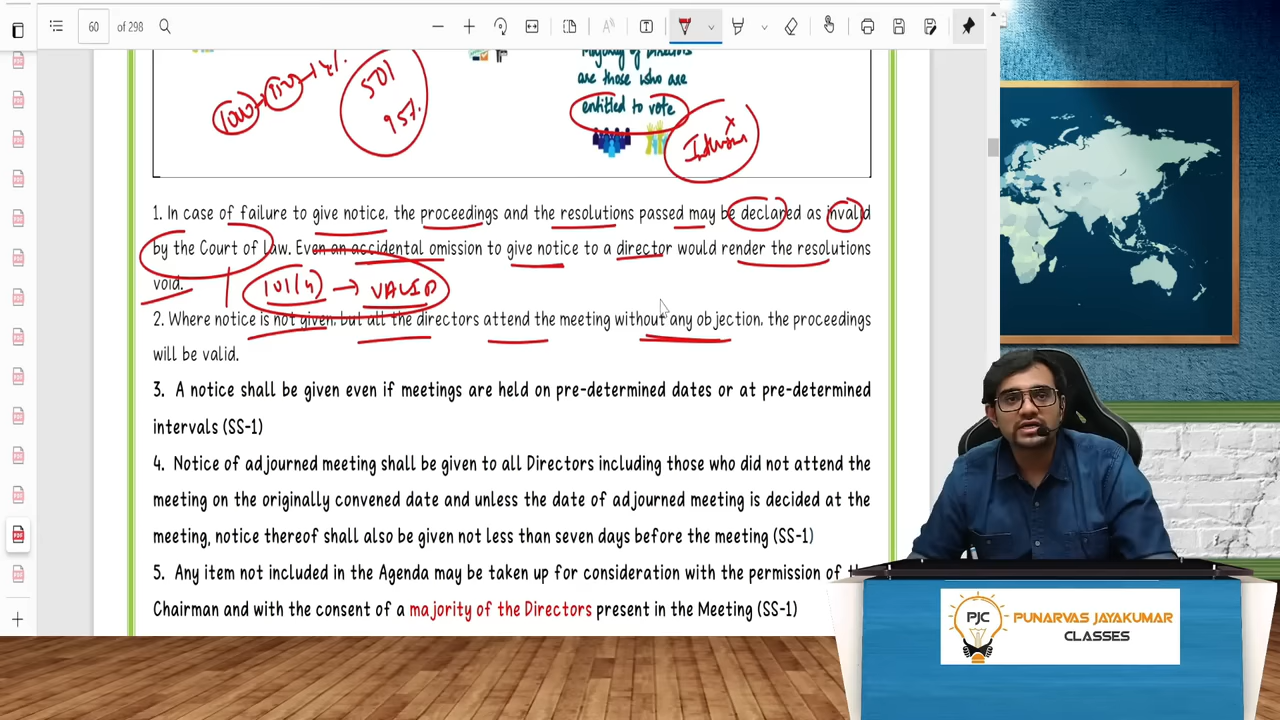 60 of 298
Majority of Directors
are those who are
entitled to vote
501
95%
1. In case of failure to give notice, the proceedings and the resolutions passed may be declared as invalid
by the Court of Law. Even an accidental omission to give notice to a director would render the resolutions
void.
101(4) → VALID
2. Where notice is not given, but all the directors attend the meeting without any objection, the proceedings
will be valid.
3. A notice shall be given even if meetings are held on pre-determined dates or at pre-determined
intervals (SS-1)
4. Notice of adjourned meeting shall be given to all Directors including those who did not attend the
meeting on the originally convened date and unless the date of adjourned meeting is decided at the
meeting, notice thereof shall also be given not less than seven days before the meeting (SS-1)
5. Any item not included in the Agenda may be taken up for consideration with the permission of
Chairman and with the consent of a majority of the Directors present in the Meeting (SS-1)
PJC
PUNARVAS JAYAKUMAR
CLASSES